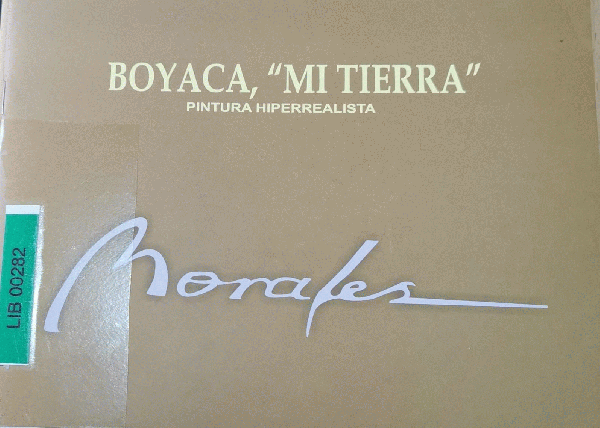 BOYACA, “MI TIERRA”
PINTURA HIPERREALISTA
Morales
LIB 00282